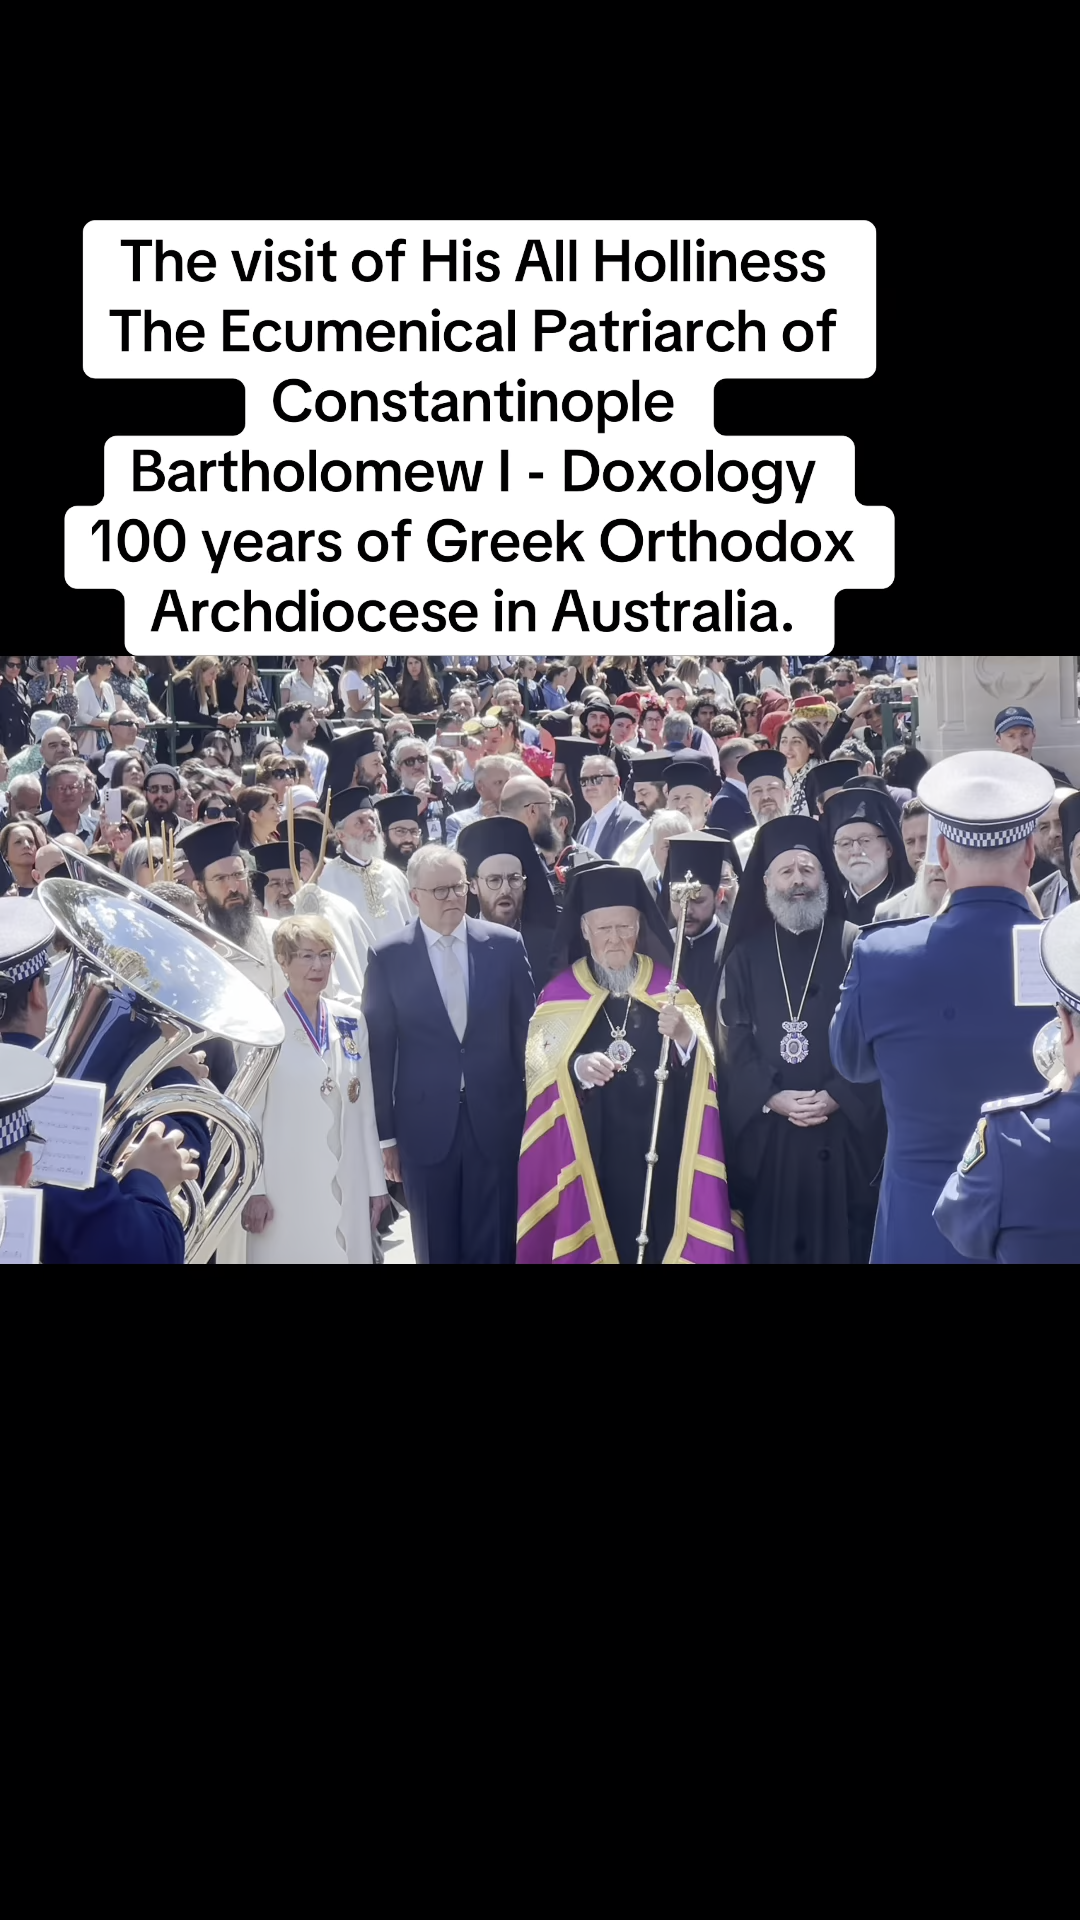 The visit of His All Holliness
The Ecumenical Patriarch of
Constantinople
Bartholomew I - Doxology
100 years of Greek Orthodox
Archdiocese in Australia.